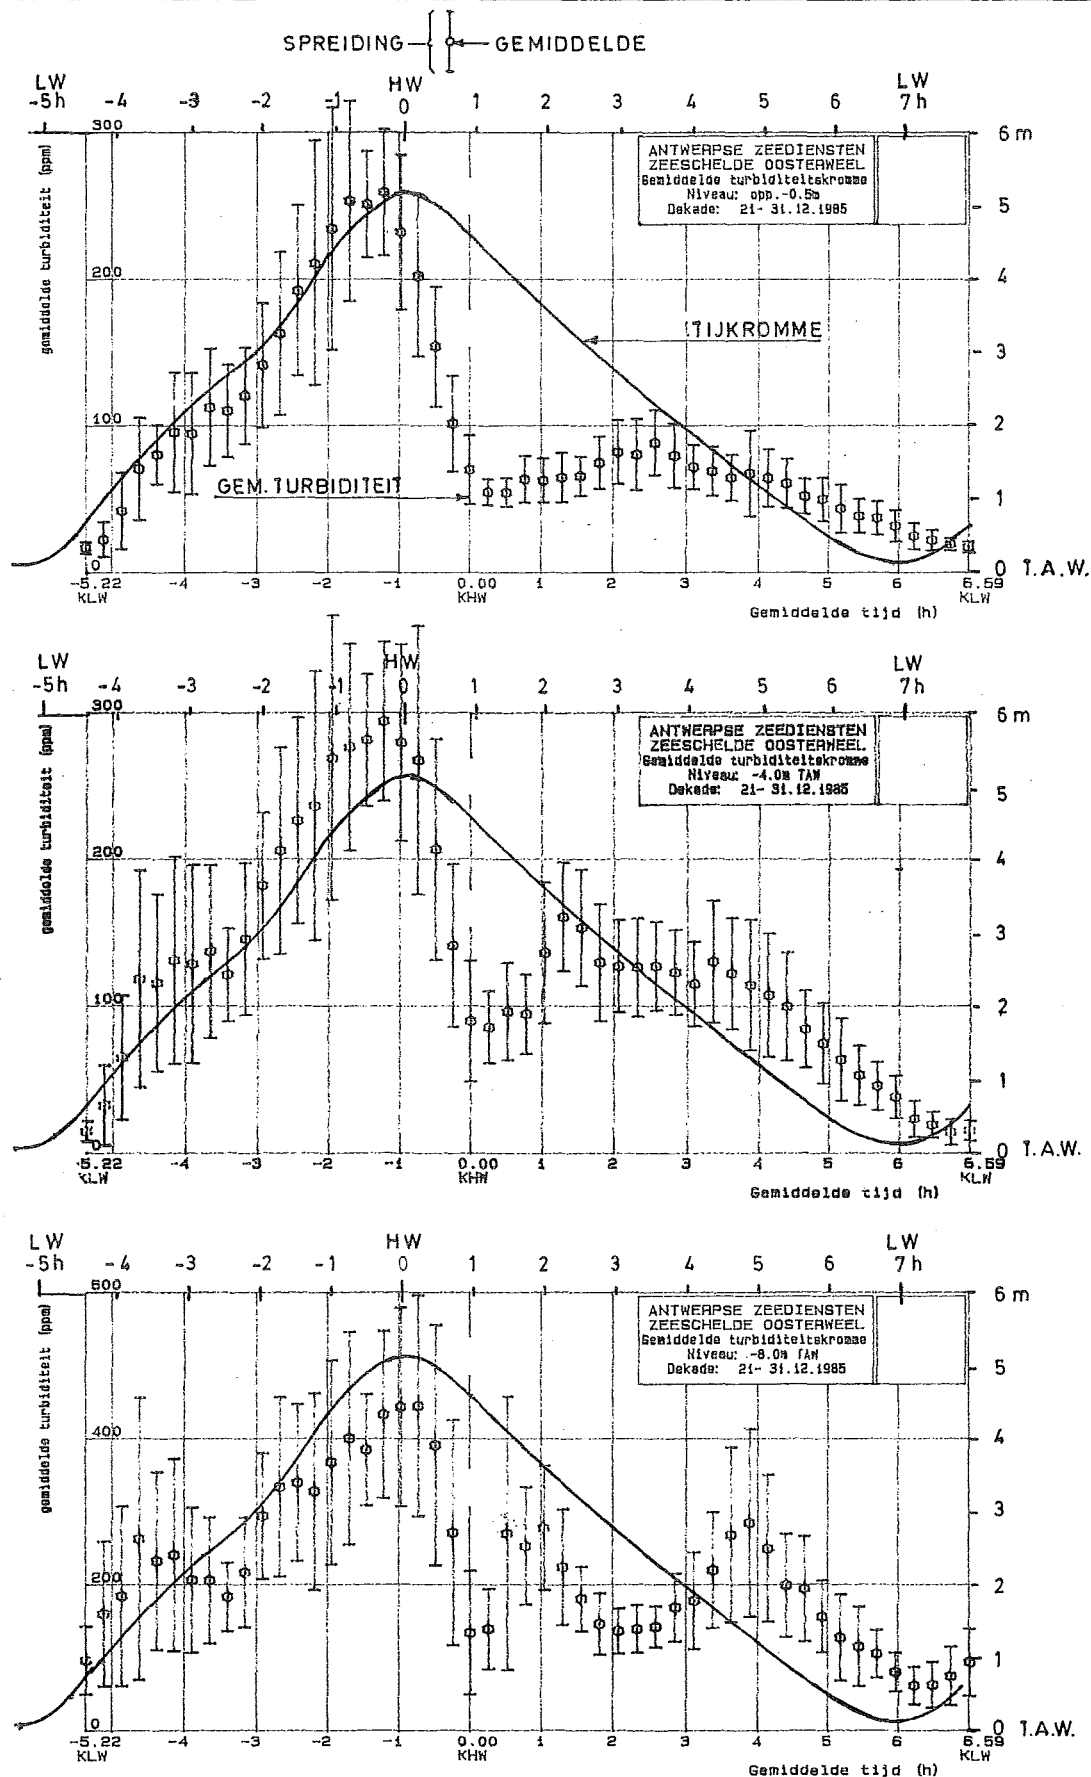 SPREIDING GEMIDDELDE
LW HW LW
-5h -4 -3 -2 -1 0 1 2 3 4 5 6 7h
300 6 m
ANTWERPSE ZEEDIENSTEN
ZEESCHELDE OOSTERWEEL
Gemiddelde turbiditeitskromme
Niveau: opp.-0.5m
Dekade: 21- 31.12.1985
gemiddelde turbiditeit (ppm)
5
200 4
TIJKROMME
3
100 2
GEM. TURBIDITEIT
1
0 0 T.A.W.
-5.22 -4 -3 -2 -1 0.00 1 2 3 4 5 6 6.59
KLW KHW KLW
Gemiddelde tijd (h)
LW HW LW
-5h -4 -3 -2 -1 0 1 2 3 4 5 6 7h
300 6 m
ANTWERPSE ZEEDIENSTEN
ZEESCHELDE OOSTERWEEL
Gemiddelde turbiditeitskromme
Niveau: -4.0m TAW
Dekade: 21- 31.12.1985
gemiddelde turbiditeit (ppm)
5
200 4
3
100 2
1
0 0 T.A.W.
-5.22 -4 -3 -2 -1 0.00 1 2 3 4 5 6 6.59
KLW KHW KLW
Gemiddelde tijd (h)
LW HW LW
-5h -4 -3 -2 -1 0 1 2 3 4 5 6 7h
600 6 m
ANTWERPSE ZEEDIENSTEN
ZEESCHELDE OOSTERWEEL
Gemiddelde turbiditeitskromme
Niveau: -8.0m TAW
Dekade: 21- 31.12.1985
gemiddelde turbiditeit (ppm)
5
400 4
3
200 2
1
0 0 T.A.W.
-5.22 -4 -3 -2 -1 0.00 1 2 3 4 5 6 6.59
KLW KHW KLW
Gemiddelde tijd (h)